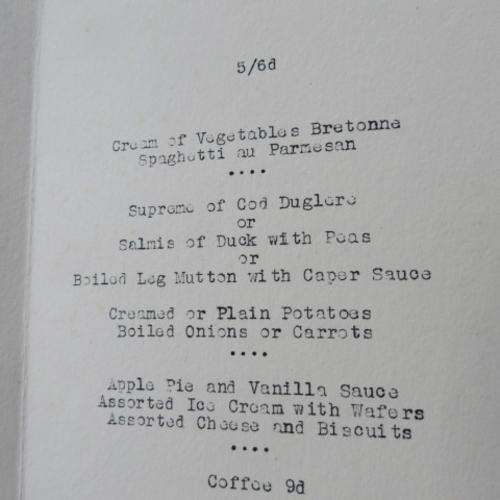 5/6d
Cream of Vegetables Bretonne
Spaghetti au Parmesan
....
Supreme of Cod Duglere
or
Salmis of Duck with Peas
or
Boiled Leg Mutton with Caper Sauce
Creamed or Plain Potatoes
Boiled Onions or Carrots
....
Apple Pie and Vanilla Sauce
Assorted Ice Cream with Wafers
Assorted Cheese and Biscuits
....
Coffee 9d